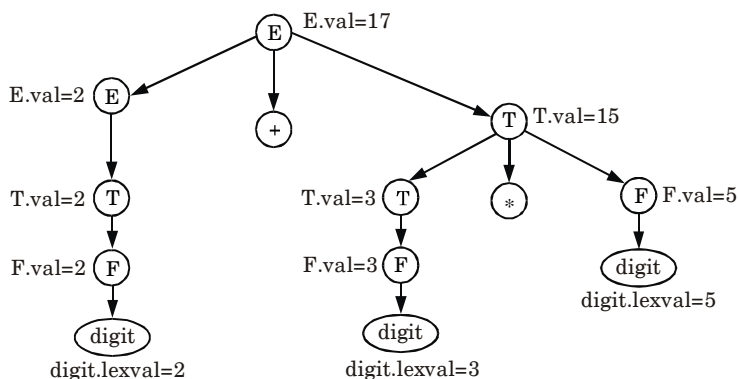 E E.val=17
E.val=2 E
+
T T.val=15
T.val=2 T
T.val=3 T
*
F F.val=5
F.val=2 F
F.val=3 F
digit
digit.lexval=5
digit
digit.lexval=2
digit
digit.lexval=3